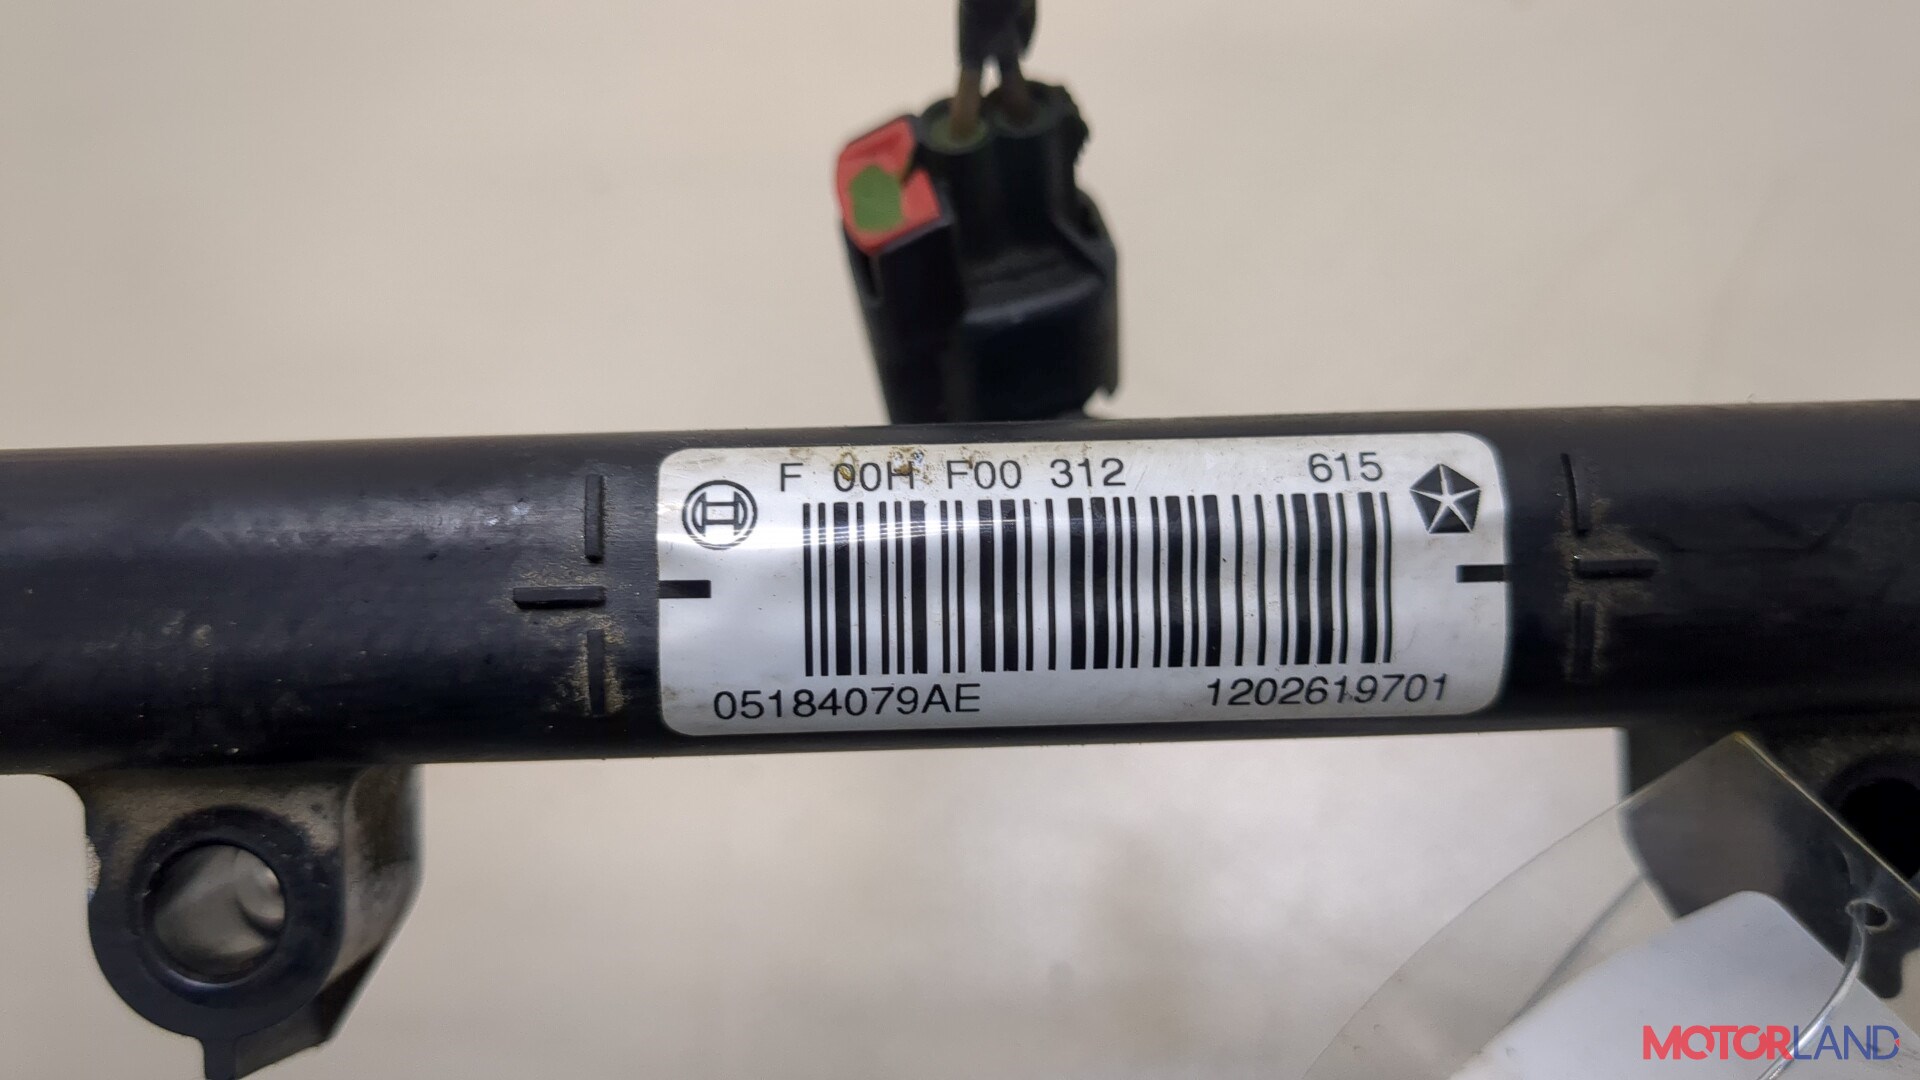 F 00H F00 312 615
05184079AE 1202619701
MOTORLAND